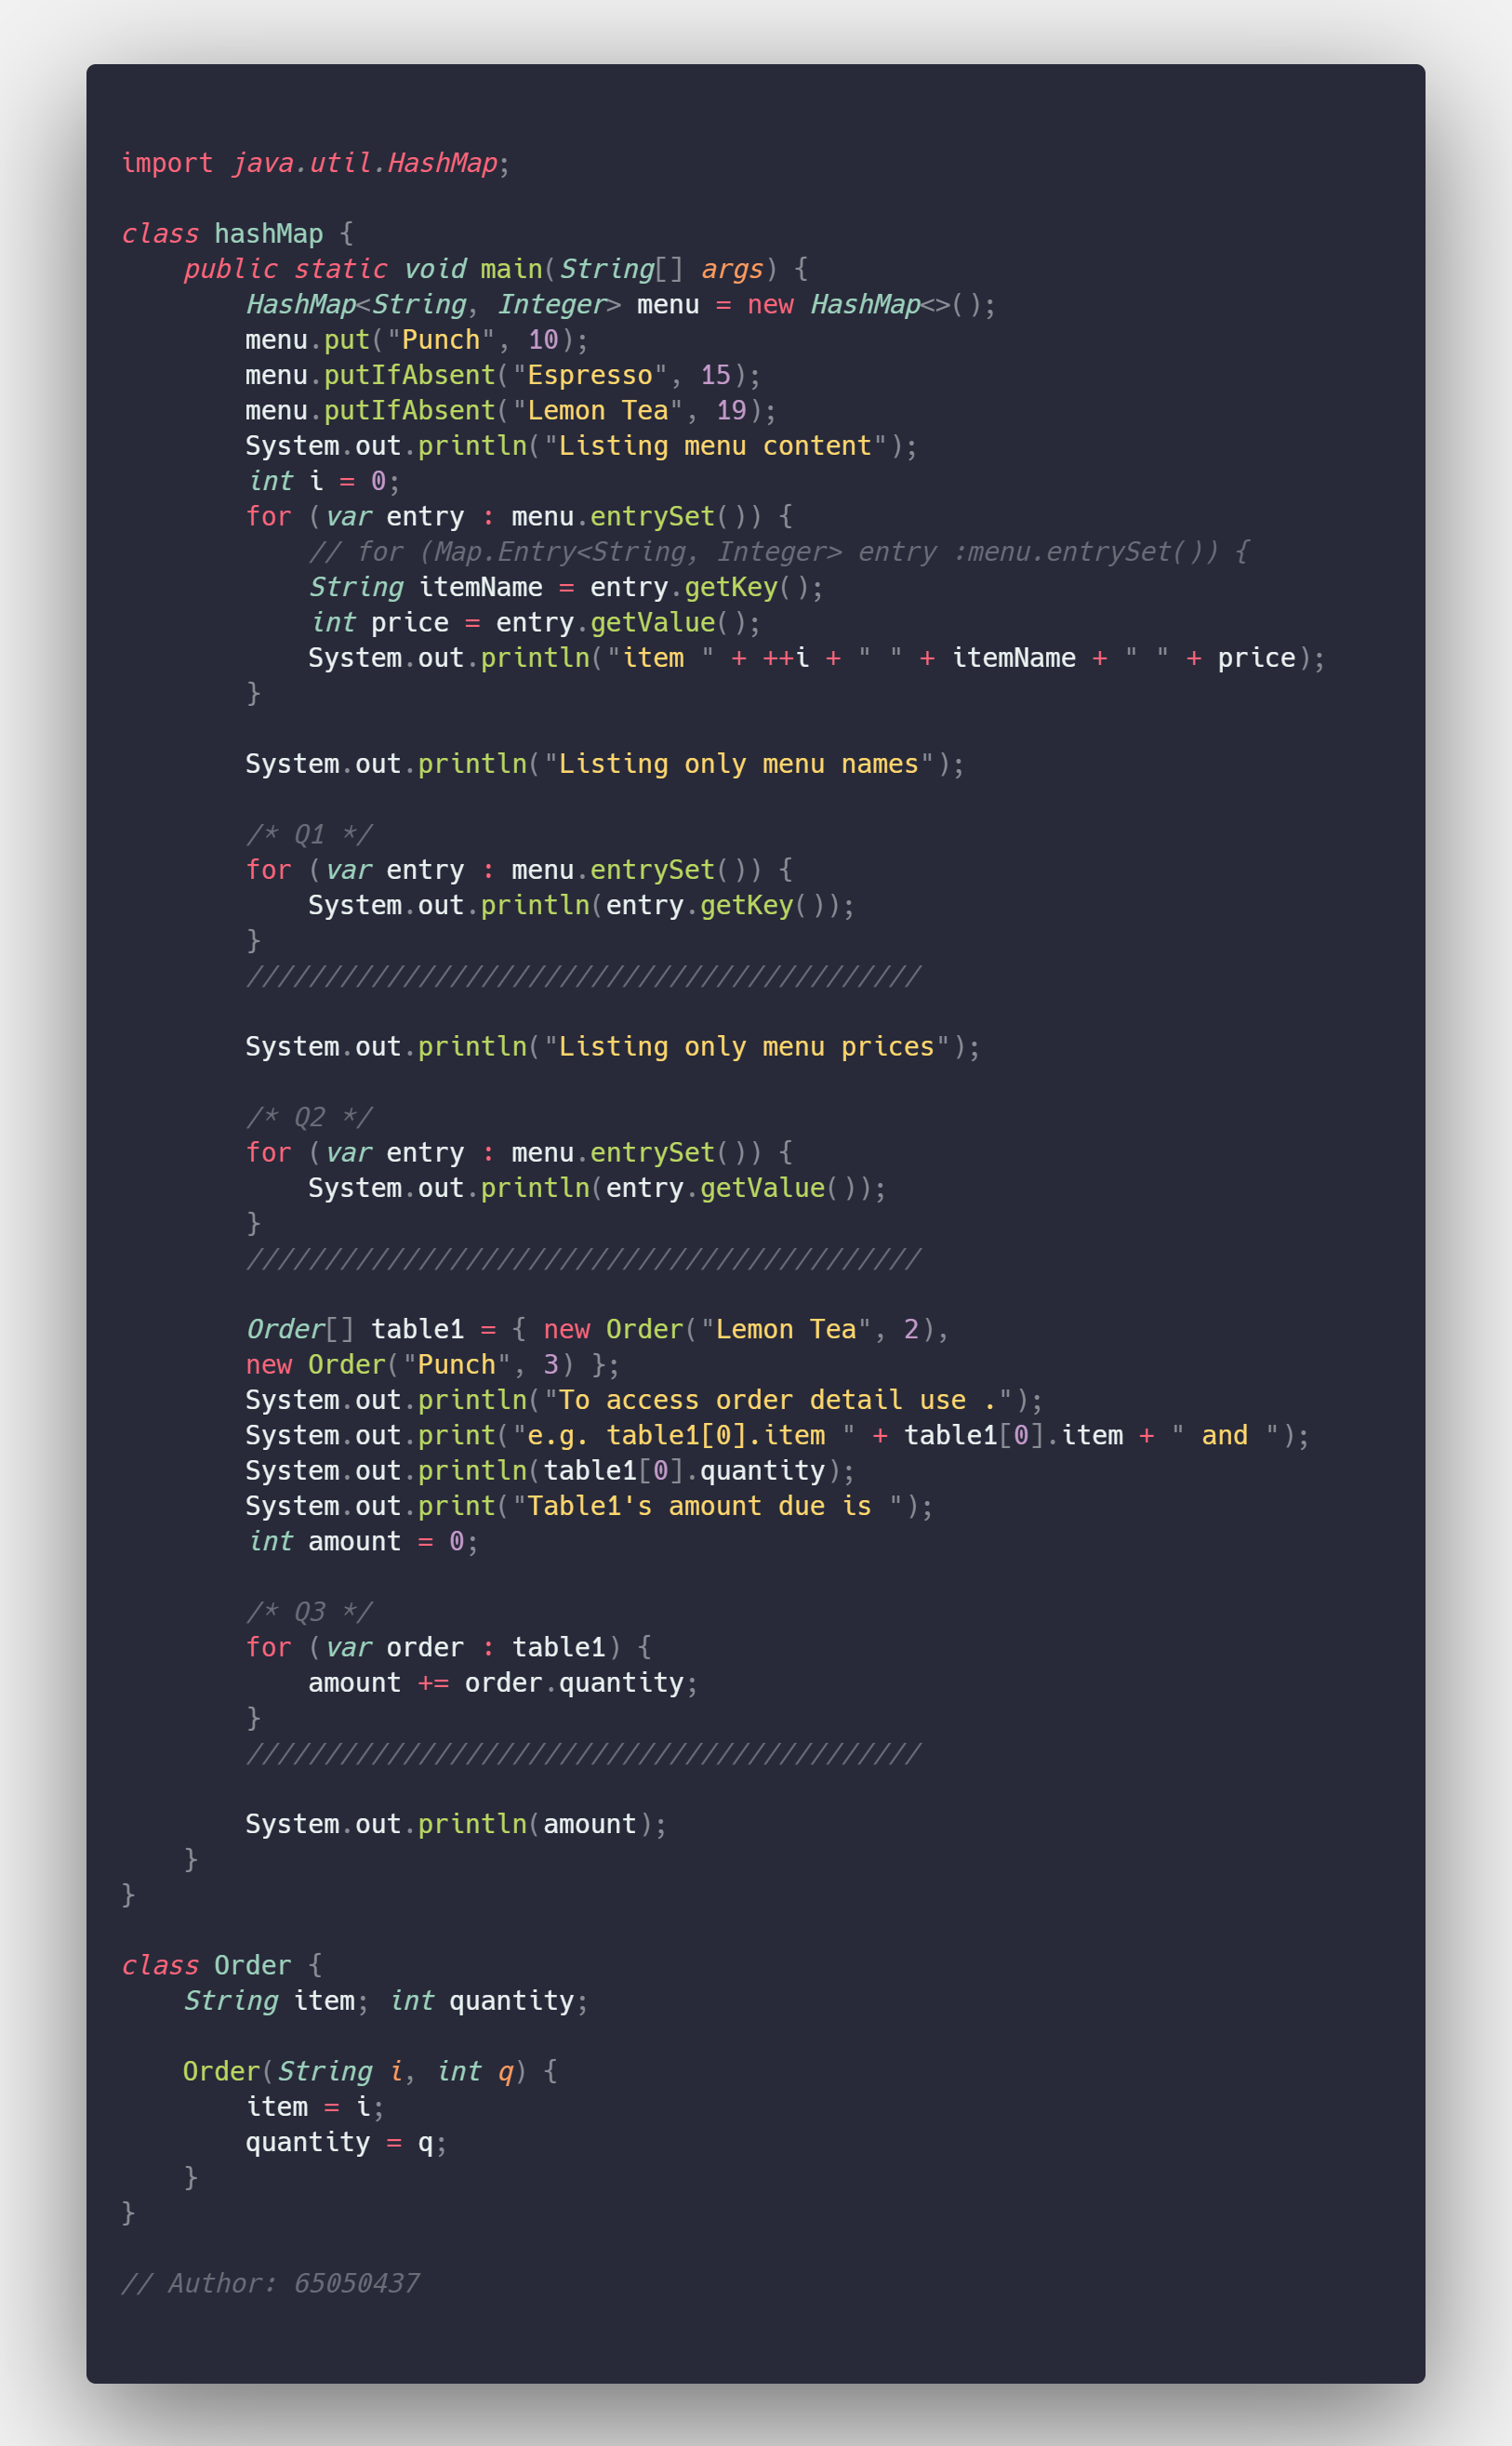 import java.util.HashMap;

class hashMap {
    public static void main(String[] args) {
        HashMap<String, Integer> menu = new HashMap<>();
        menu.put("Punch", 10);
        menu.putIfAbsent("Espresso", 15);
        menu.putIfAbsent("Lemon Tea", 19);
        System.out.println("Listing menu content");
        int i = 0;
        for (var entry : menu.entrySet()) {
            // for (Map.Entry<String, Integer> entry :menu.entrySet()) {
            String itemName = entry.getKey();
            int price = entry.getValue();
            System.out.println("item " + ++i + " " + itemName + " " + price);
        }

        System.out.println("Listing only menu names");

        /* Q1 */
        for (var entry : menu.entrySet()) {
            System.out.println(entry.getKey());
        }
        ///////////////////////////////////////////

        System.out.println("Listing only menu prices");

        /* Q2 */
        for (var entry : menu.entrySet()) {
            System.out.println(entry.getValue());
        }
        ///////////////////////////////////////////

        Order[] table1 = { new Order("Lemon Tea", 2),
        new Order("Punch", 3) };
        System.out.println("To access order detail use .");
        System.out.print("e.g. table1[0].item " + table1[0].item + " and ");
        System.out.println(table1[0].quantity);
        System.out.print("Table1's amount due is ");
        int amount = 0;

        /* Q3 */
        for (var order : table1) {
            amount += order.quantity;
        }
        ///////////////////////////////////////////

        System.out.println(amount);
    }
}

class Order {
    String item; int quantity;

    Order(String i, int q) {
        item = i;
        quantity = q;
    }
}

// Author: 65050437